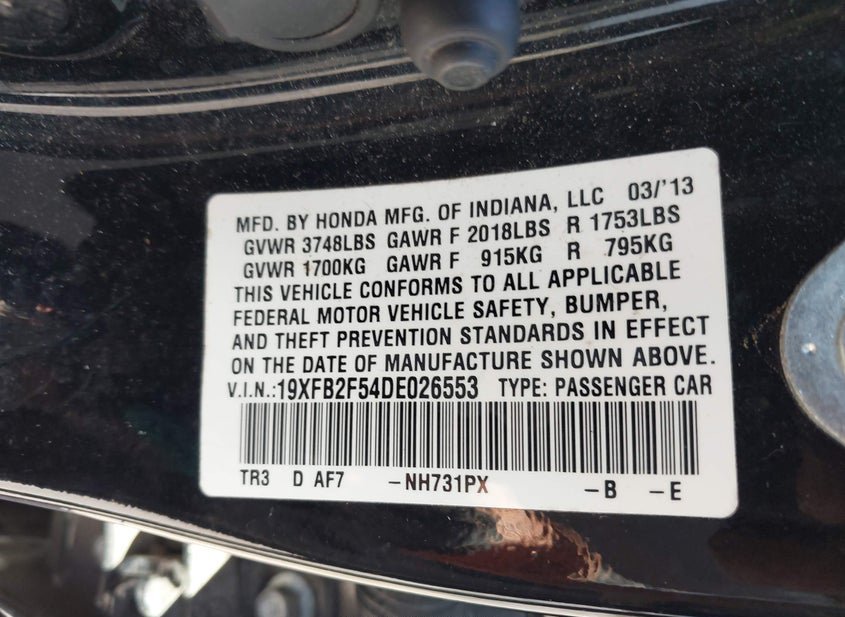 MFD. BY HONDA MFG. OF INDIANA, LLC 03/'13
GVWR 3748LBS GAWR F 2018LBS R 1753LBS
GVWR 1700KG GAWR F 915KG R 795KG
THIS VEHICLE CONFORMS TO ALL APPLICABLE
FEDERAL MOTOR VEHICLE SAFETY, BUMPER,
AND THEFT PREVENTION STANDARDS IN EFFECT
ON THE DATE OF MANUFACTURE SHOWN ABOVE.
V.I.N.:19XFB2F54DE026553 TYPE: PASSENGER CAR
TR3 D AF7 -NH731PX -B -E